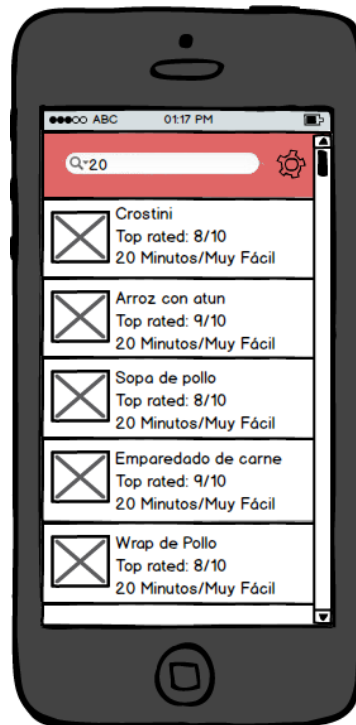 ABC 01:17 PM
20
Crostini
Top rated: 8/10
20 Minutos/Muy Fácil
Arroz con atun
Top rated: 9/10
20 Minutos/Muy Fácil
Sopa de pollo
Top rated: 8/10
20 Minutos/Muy Fácil
Emparedado de carne
Top rated: 9/10
20 Minutos/Muy Fácil
Wrap de Pollo
Top rated: 8/10
20 Minutos/Muy Fácil